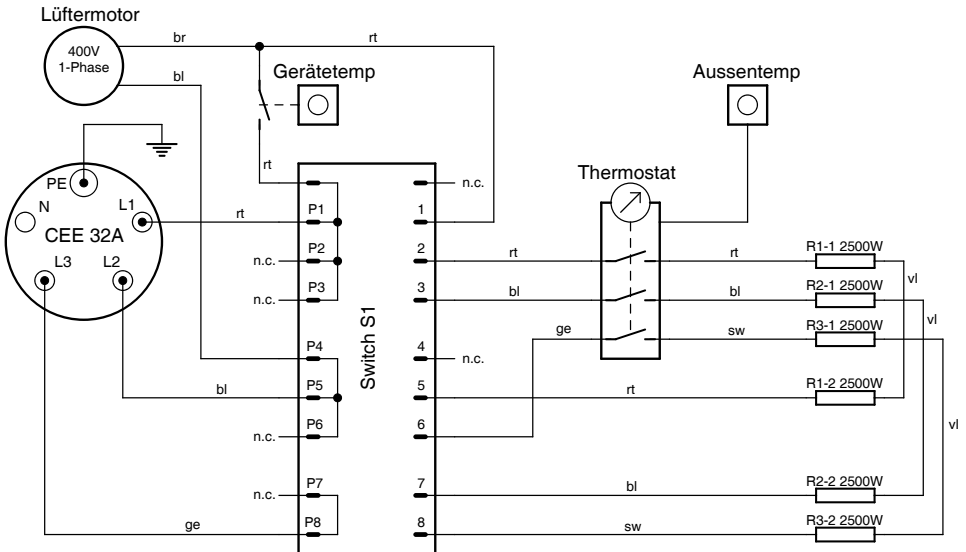 Lüftermotor
400V
1-Phase
br
rt
bl
Gerätetemp
Aussentemp
rt
PE
N
L1
rt
CEE 32A
L3
L2
bl
ge
Switch S1
P1
P2
P3
P4
P5
P6
P7
P8
n.c.
n.c.
n.c.
n.c.
n.c.
1
2
3
4
5
6
7
8
n.c.
Thermostat
rt
bl
ge
rt
bl
sw
rt
bl
sw
R1-1 2500W
R2-1 2500W
R3-1 2500W
R1-2 2500W
R2-2 2500W
R3-2 2500W
vl
vl
vl